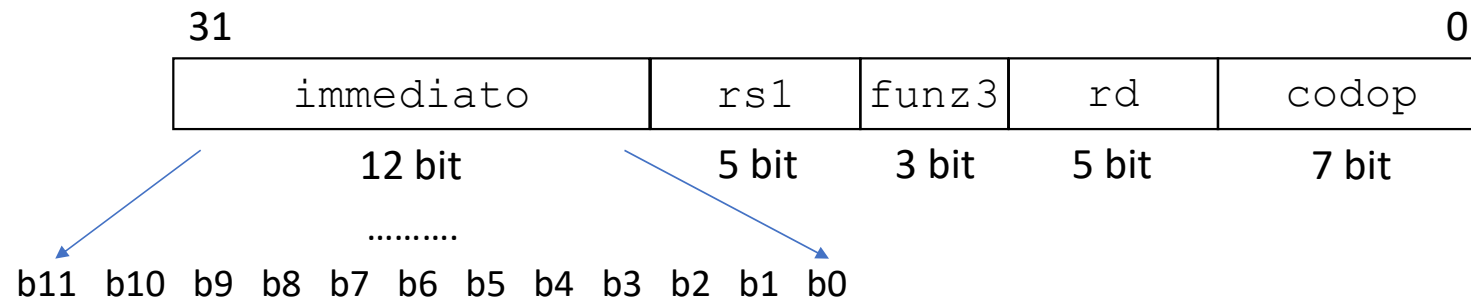 31 0
immediato rs1 funz3 rd codop
12 bit 5 bit 3 bit 5 bit 7 bit
……….
b11 b10 b9 b8 b7 b6 b5 b4 b3 b2 b1 b0